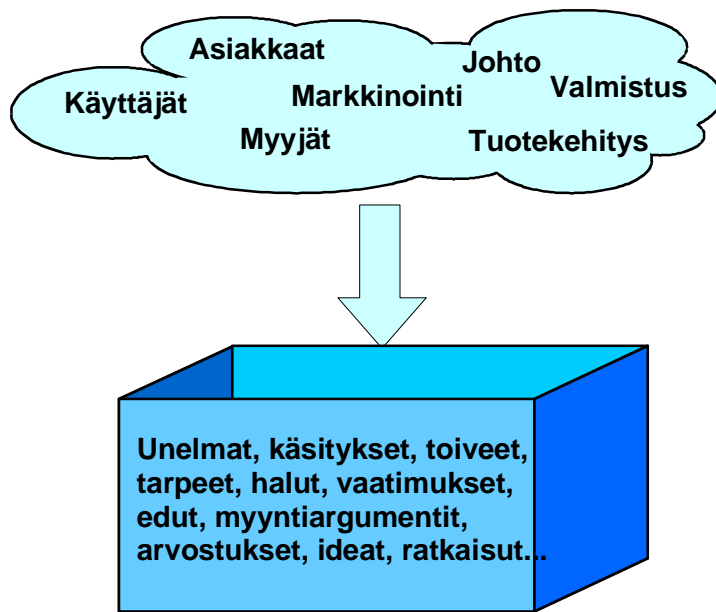 Asiakkaat
Johto
Käyttäjät
Markkinointi
Valmistus
Myyjät
Tuotekehitys
Unelmat, käsitykset, toiveet,
tarpeet, halut, vaatimukset,
edut, myyntiargumentit,
arvostukset, ideat, ratkaisut...